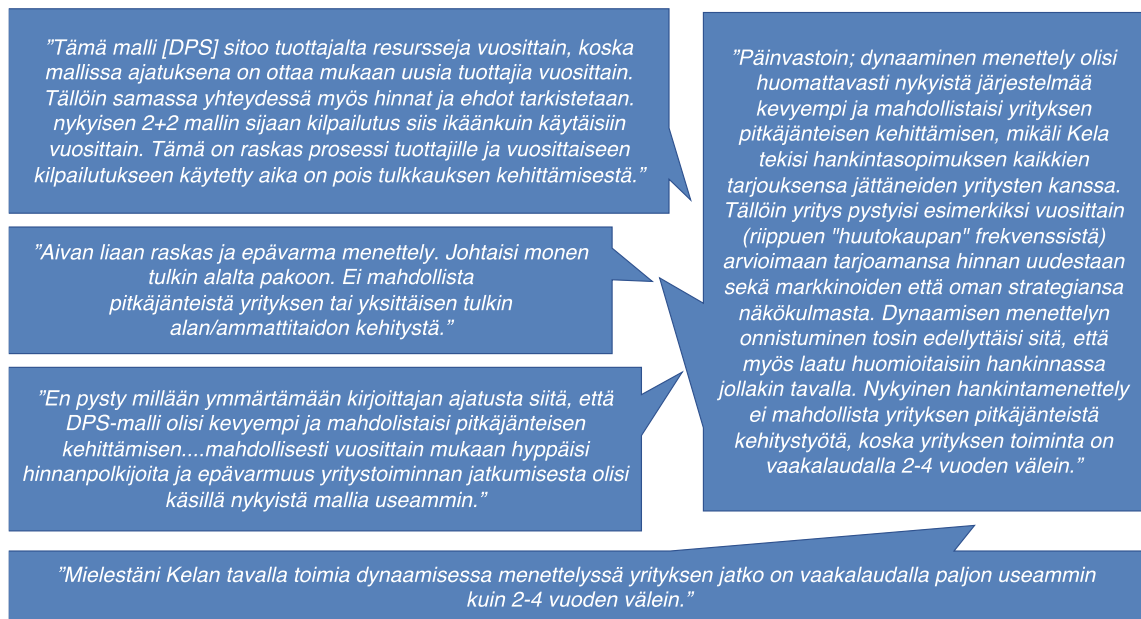 ”Tämä malli [DPS] sitoo tuottajalta resursseja vuosittain, koska
mallissa ajatuksena on ottaa mukaan uusia tuottajia vuosittain.
Tällöin samassa yhteydessä myös hinnat ja ehdot tarkistetaan.
nykyisen 2+2 mallin sijaan kilpailutus siis ikäänkuin käytäisiin
vuosittain. Tämä on raskas prosessi tuottajille ja vuosittaiseen
kilpailutukseen käytetty aika on pois tulkkauksen kehittämisestä.”
”Aivan liaan raskas ja epävarma menettely. Johtaisi monen
tulkin alalta pakoon. Ei mahdollista
pitkäjänteistä yrityksen tai yksittäisen tulkin
alan/ammattitaidon kehitystä.”
”En pysty millään ymmärtämään kirjoittajan ajatusta siitä, että
DPS-malli olisi kevyempi ja mahdolistaisi pitkäjänteisen
kehittämisen....mahdollisesti vuosittain mukaan hyppäisi
hinnanpolkijoita ja epävarmuus yritystoiminnan jatkumisesta olisi
käsillä nykyistä mallia useammin.”
”Päinvastoin; dynaaminen menettely olisi
huomattavasti nykyistä järjestelmää
kevyempi ja mahdollistaisi yrityksen
pitkäjänteisen kehittämisen, mikäli Kela
tekisi hankintasopimuksen kaikkien
tarjouksensa jättäneiden yritysten kanssa.
Tällöin yritys pystyisi esimerkiksi vuosittain
(riippuen "huutokaupan" frekvenssistä)
arvioimaan tarjoamansa hinnan uudestaan
sekä markkinoiden että oman strategiansa
näkökulmasta. Dynaamisen menettelyn
onnistuminen tosin edellyttäisi sitä, että
myös laatu huomioitaisiin hankinnassa
jollakin tavalla. Nykyinen hankintamenettely
ei mahdollista yrityksen pitkäjänteistä
kehitystyötä, koska yrityksen toiminta on
vaakalaudalla 2-4 vuoden välein.”
”Mielestäni Kelan tavalla toimia dynaamisessa menettelyssä yrityksen jatko on vaakalaudalla paljon useammin
kuin 2-4 vuoden välein.”